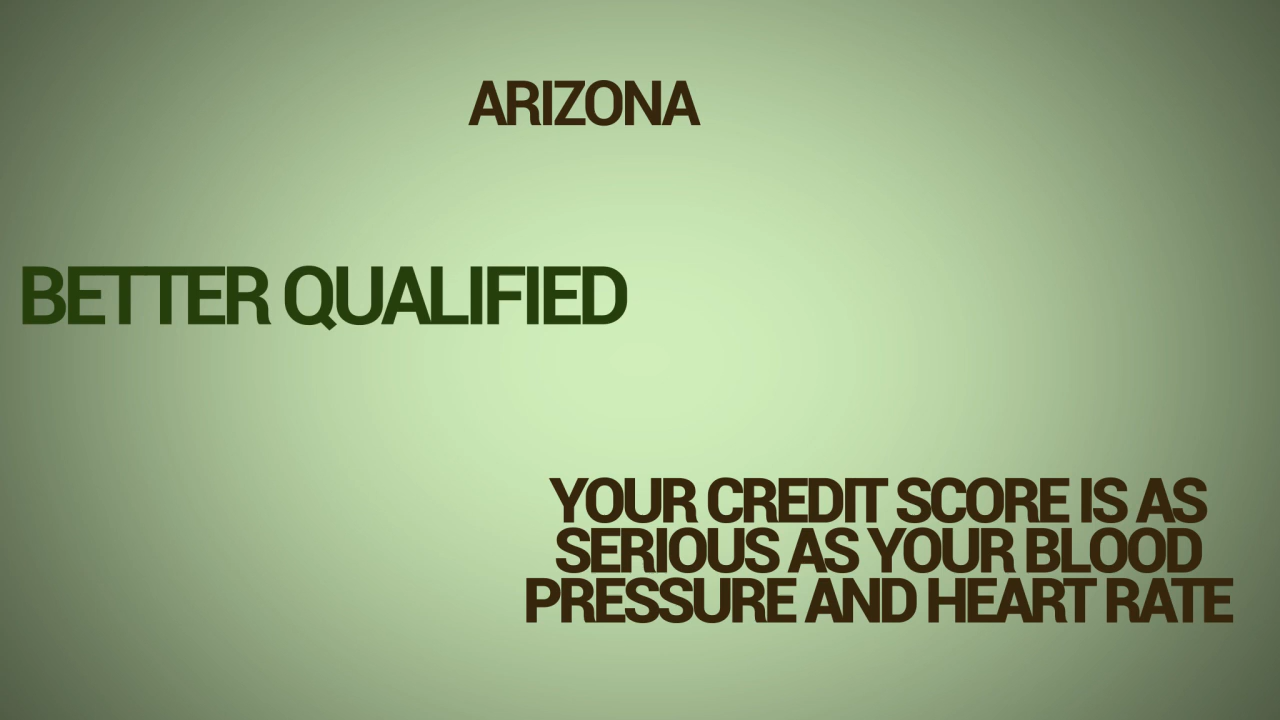 ARIZONA
BETTER QUALIFIED
YOUR CREDIT SCORE IS AS
SERIOUS AS YOUR BLOOD
PRESSURE AND HEART RATE